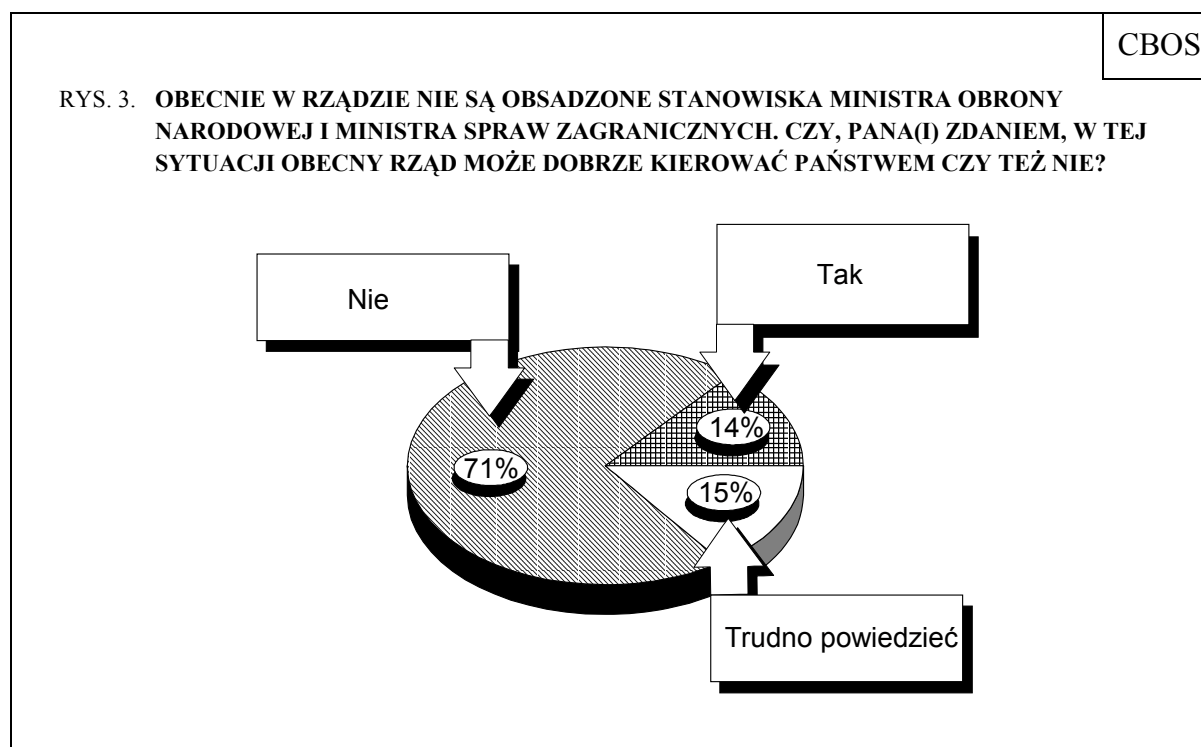 CBOS
RYS. 3. OBECNIE W RZĄDZIE NIE SĄ OBSADZONE STANOWISKA MINISTRA OBRONY
NARODOWEJ I MINISTRA SPRAW ZAGRANICZNYCH. CZY, PANA(I) ZDANIEM, W TEJ
SYTUACJI OBECNY RZĄD MOŻE DOBRZE KIEROWAĆ PAŃSTWEM CZY TEŻ NIE?
Tak
Nie
14%
71%
15%
Trudno powiedzieć